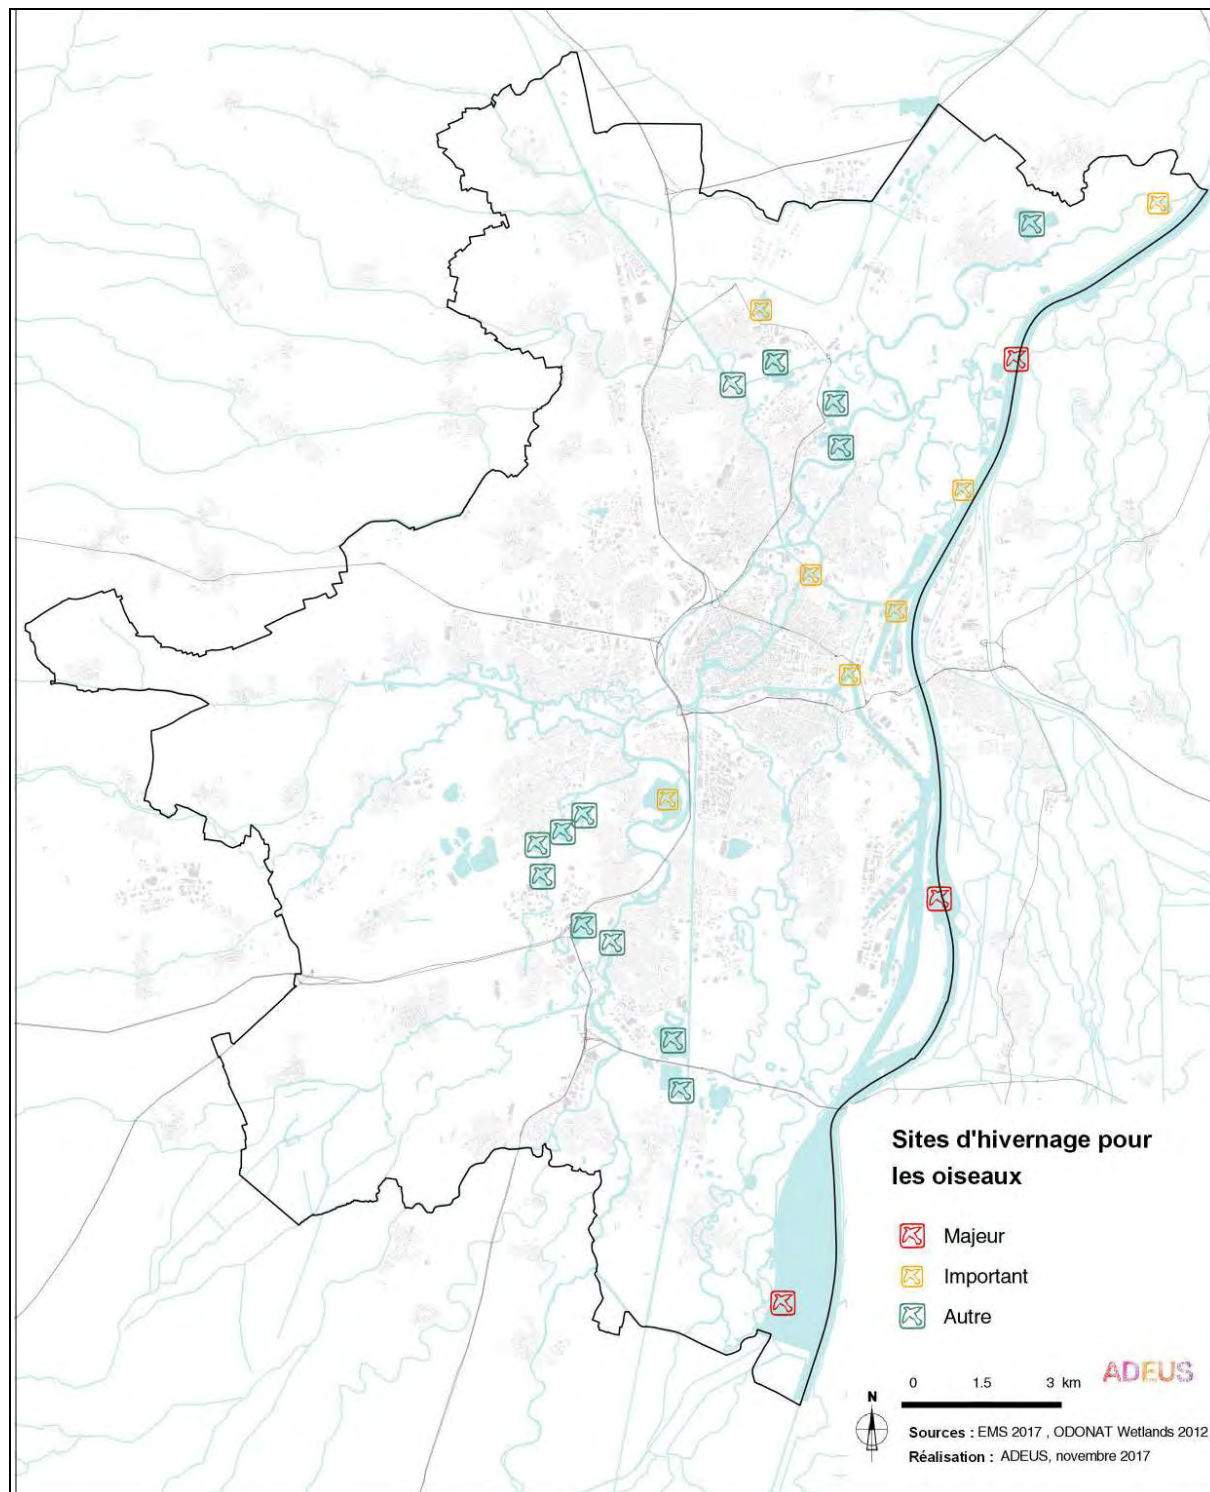 Sites d'hivernage pour
les oiseaux
Majeur
Important
Autre
ADEUS
0 1.5 3 km
N
Sources : EMS 2017 , ODONAT Wetlands 2012
Réalisation : ADEUS, novembre 2017